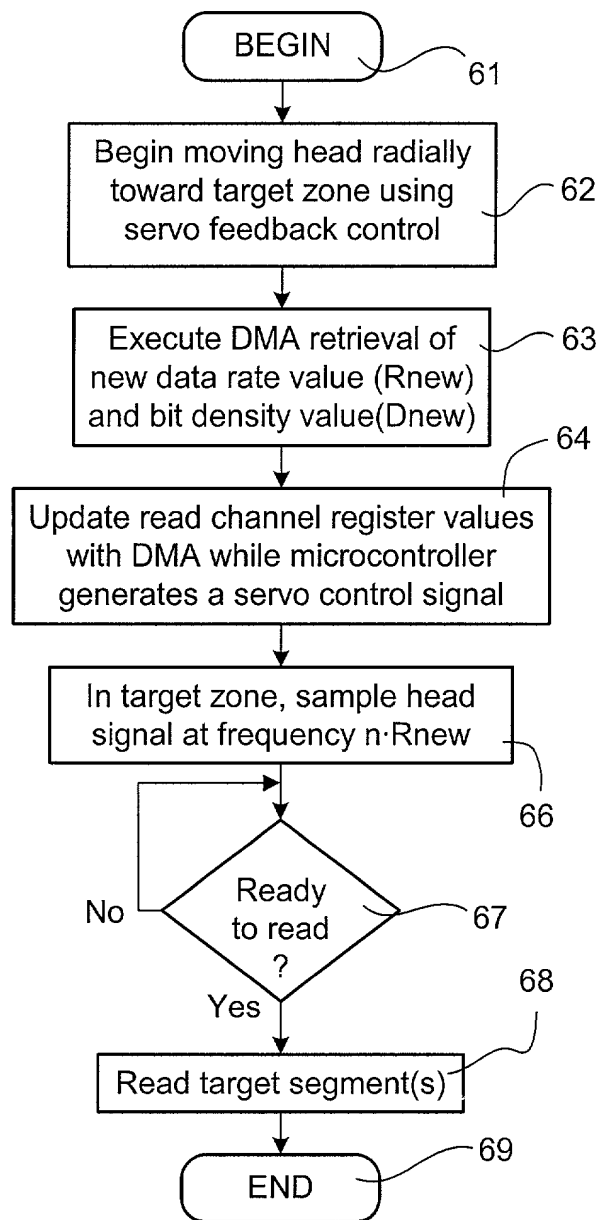 BEGIN
61
Begin moving head radially
toward target zone using
servo feedback control
62
Execute DMA retrieval of
new data rate value (Rnew)
and bit density value(Dnew)
63
64
Update read channel register values
with DMA while microcontroller
generates a servo control signal
In target zone, sample head
signal at frequency n·Rnew
66
Ready
to read
?
67
No
Yes
68
Read target segment(s)
69
END